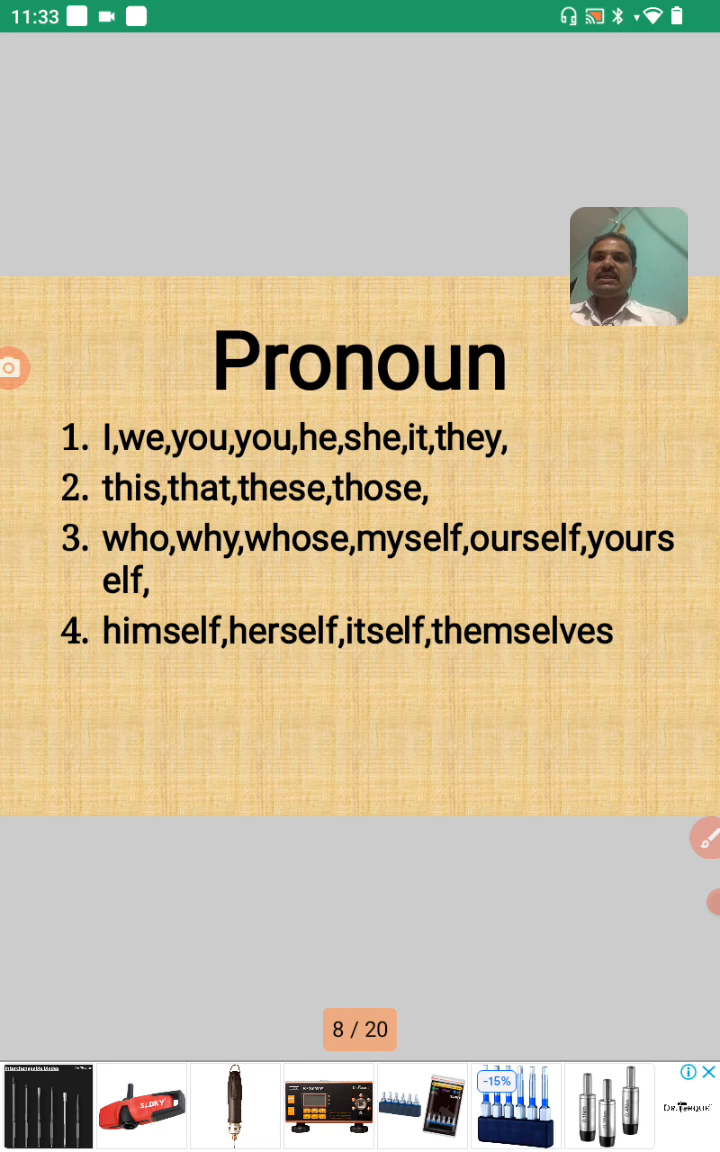 11:33
Pronoun
1. I,we,you,you,he,she,it,they,
2. this,that,these,those,
3. who,why,whose,myself,ourself,yours
elf,
4. himself,herself,itself,themselves
8 / 20
SLOKY
-15%